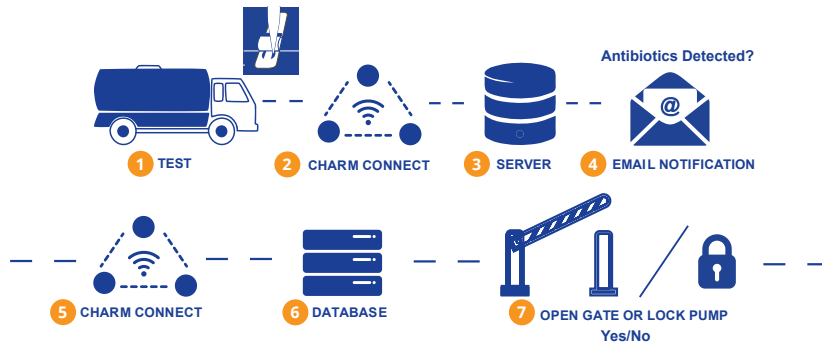 Antibiotics Detected?
@
1 TEST
2 CHARM CONNECT
3 SERVER
4 EMAIL NOTIFICATION
5 CHARM CONNECT
6 DATABASE
7 OPEN GATE OR LOCK PUMP
Yes/No